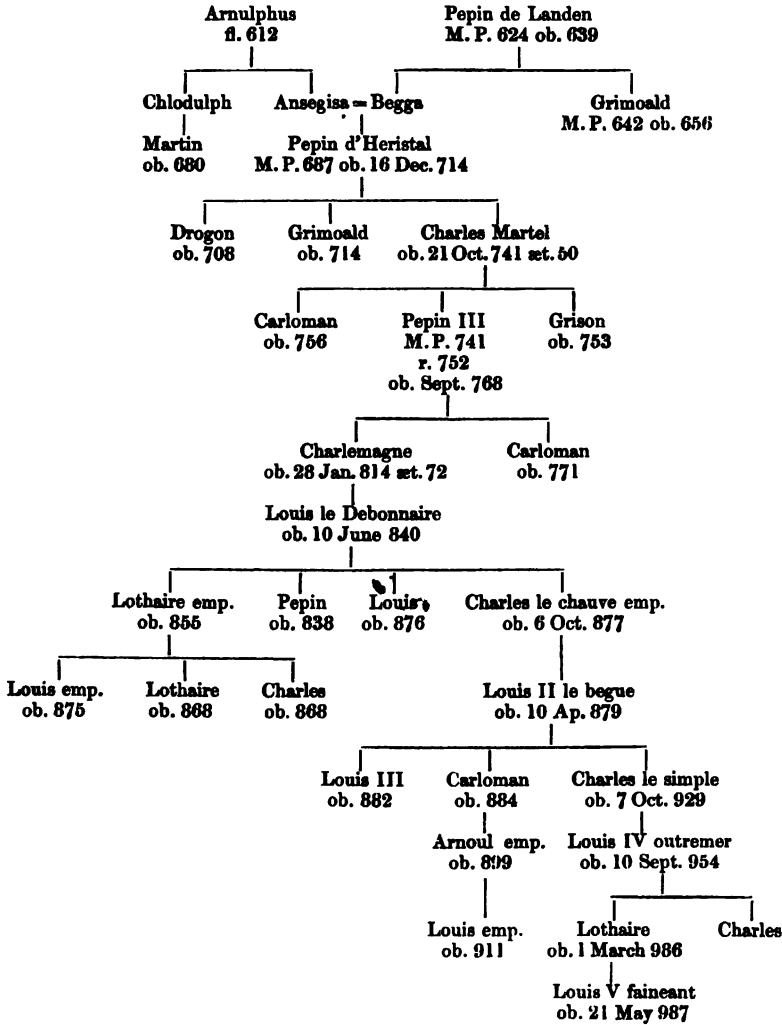 Arnulphus
fl. 612
Pepin de Landen
M. P. 624 ob. 639
Chlodulph
Ansegisa = Begga
Grimoald
M. P. 642 ob. 656
Martin
ob. 680
Pepin d'Heristal
M. P. 687 ob. 16 Dec. 714
Drogon
ob. 708
Grimoald
ob. 714
Charles Martel
ob. 21 Oct. 741 æt. 50
Carloman
ob. 756
Pepin III
M. P. 741
r. 752
ob. Sept. 768
Grison
ob. 753
Charlemagne
ob. 28 Jan. 814 æt. 72
Carloman
ob. 771
Louis le Debonnaire
ob. 10 June 840
Lothaire emp.
ob. 855
Pepin
ob. 838
Louis
ob. 876
Charles le chauve emp.
ob. 6 Oct. 877
Louis emp.
ob. 875
Lothaire
ob. 868
Charles
ob. 868
Louis II le begue
ob. 10 Ap. 879
Louis III
ob. 882
Carloman
ob. 884
Charles le simple
ob. 7 Oct. 929
Arnoul emp.
ob. 899
Louis IV outremer
ob. 10 Sept. 954
Louis emp.
ob. 911
Lothaire
ob. 1 March 986
Charles
Louis V faineant
ob. 21 May 987